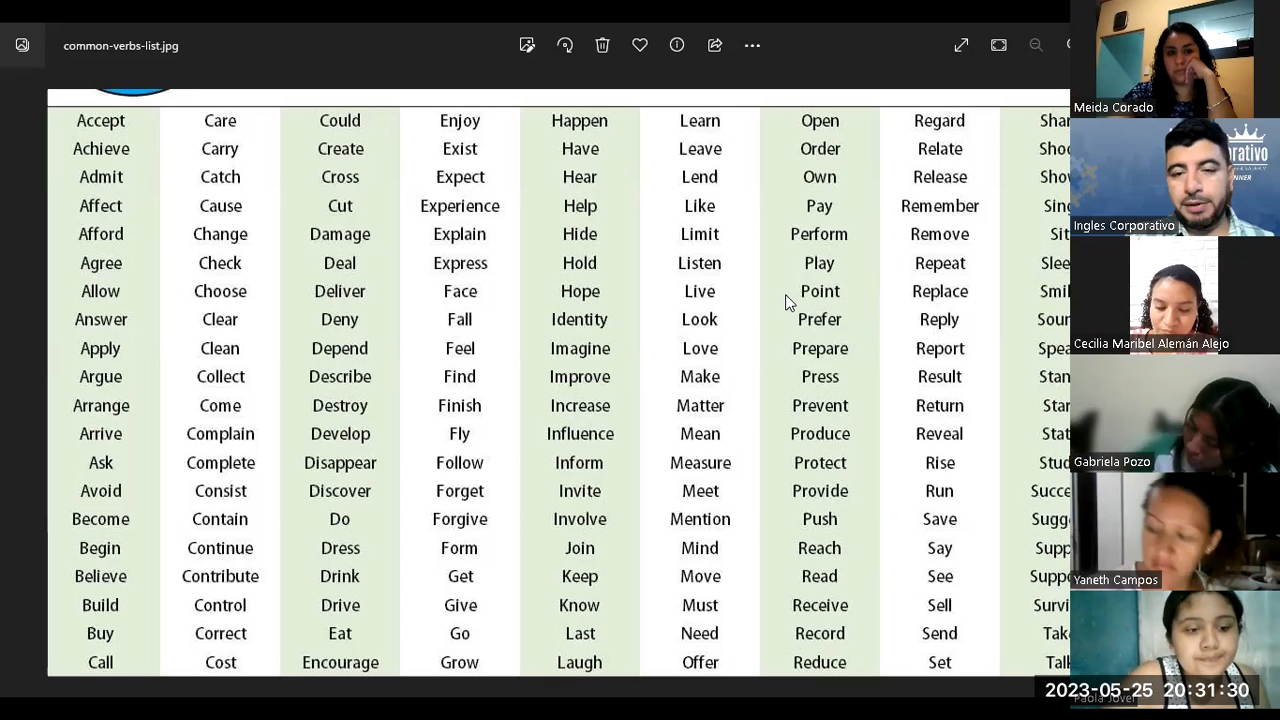 common-verbs-list.jpg
Accept Care Could Enjoy Happen Learn Open Regard
Achieve Carry Create Exist Have Leave Order Relate
Admit Catch Cross Expect Hear Lend Own Release
Affect Cause Cut Experience Help Like Pay Remember
Afford Change Damage Explain Hide Limit Perform Remove
Agree Check Deal Express Hold Listen Play Repeat
Allow Choose Deliver Face Hope Live Point Replace
Answer Clear Deny Fall Identity Look Prefer Reply
Apply Clean Depend Feel Imagine Love Prepare Report
Argue Collect Describe Find Improve Make Press Result
Arrange Come Destroy Finish Increase Matter Prevent Return
Arrive Complain Develop Fly Influence Mean Produce Reveal
Ask Complete Disappear Follow Inform Measure Protect Rise
Avoid Consist Discover Forget Invite Meet Provide Run
Become Contain Do Forgive Involve Mention Push Save
Begin Continue Dress Form Join Mind Reach Say
Believe Contribute Drink Get Keep Move Read See
Build Control Drive Give Know Must Receive Sell
Buy Correct Eat Go Last Need Record Send
Call Cost Encourage Grow Laugh Offer Reduce Set
Meida Corado
Ingles Corporativo
Cecilia Maribel Alemán Alejo
Gabriela Pozo
Yaneth Campos
2023-05-25 20:31:30